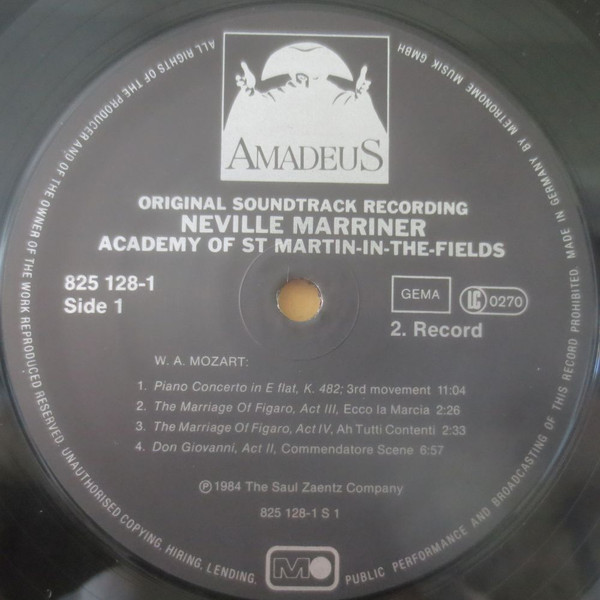 AMADEUS
ORIGINAL SOUNDTRACK RECORDING
NEVILLE MARRINER
ACADEMY OF ST MARTIN-IN-THE-FIELDS
825 128-1
Side 1
GEMA
LC 0270
2. Record
W. A. MOZART:
1. Piano Concerto in E flat, K. 482; 3rd movement 11:04
2. The Marriage Of Figaro, Act III, Ecco la Marcia 2:26
3. The Marriage Of Figaro, Act IV, Ah Tutti Contenti 2:33
4. Don Giovanni, Act II, Commendatore Scene 6:57
℗ 1984 The Saul Zaentz Company
825 128-1 S 1
M
ALL RIGHTS OF THE PRODUCER AND OF THE OWNER OF THE WORK REPRODUCED RESERVED. UNAUTHORISED COPYING, HIRING, LENDING, PUBLIC PERFORMANCE AND BROADCASTING OF THIS RECORD PROHIBITED. MADE IN GERMANY BY METRONOME MUSIK GMBH